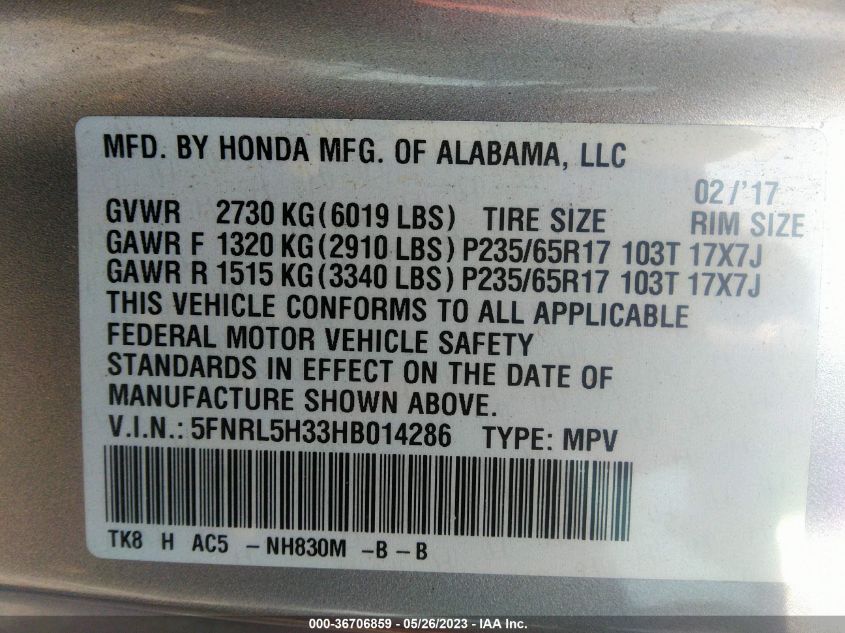 MFD. BY HONDA MFG. OF ALABAMA, LLC
02/'17
GVWR 2730 KG(6019 LBS) TIRE SIZE RIM SIZE
GAWR F 1320 KG(2910 LBS) P235/65R17 103T 17X7J
GAWR R 1515 KG(3340 LBS) P235/65R17 103T 17X7J
THIS VEHICLE CONFORMS TO ALL APPLICABLE
FEDERAL MOTOR VEHICLE SAFETY
STANDARDS IN EFFECT ON THE DATE OF
MANUFACTURE SHOWN ABOVE.
V.I.N.: 5FNRL5H33HB014286 TYPE: MPV
TK8 H AC5 -NH830M -B-B
000-36706859 - 05/26/2023 - IAA Inc.